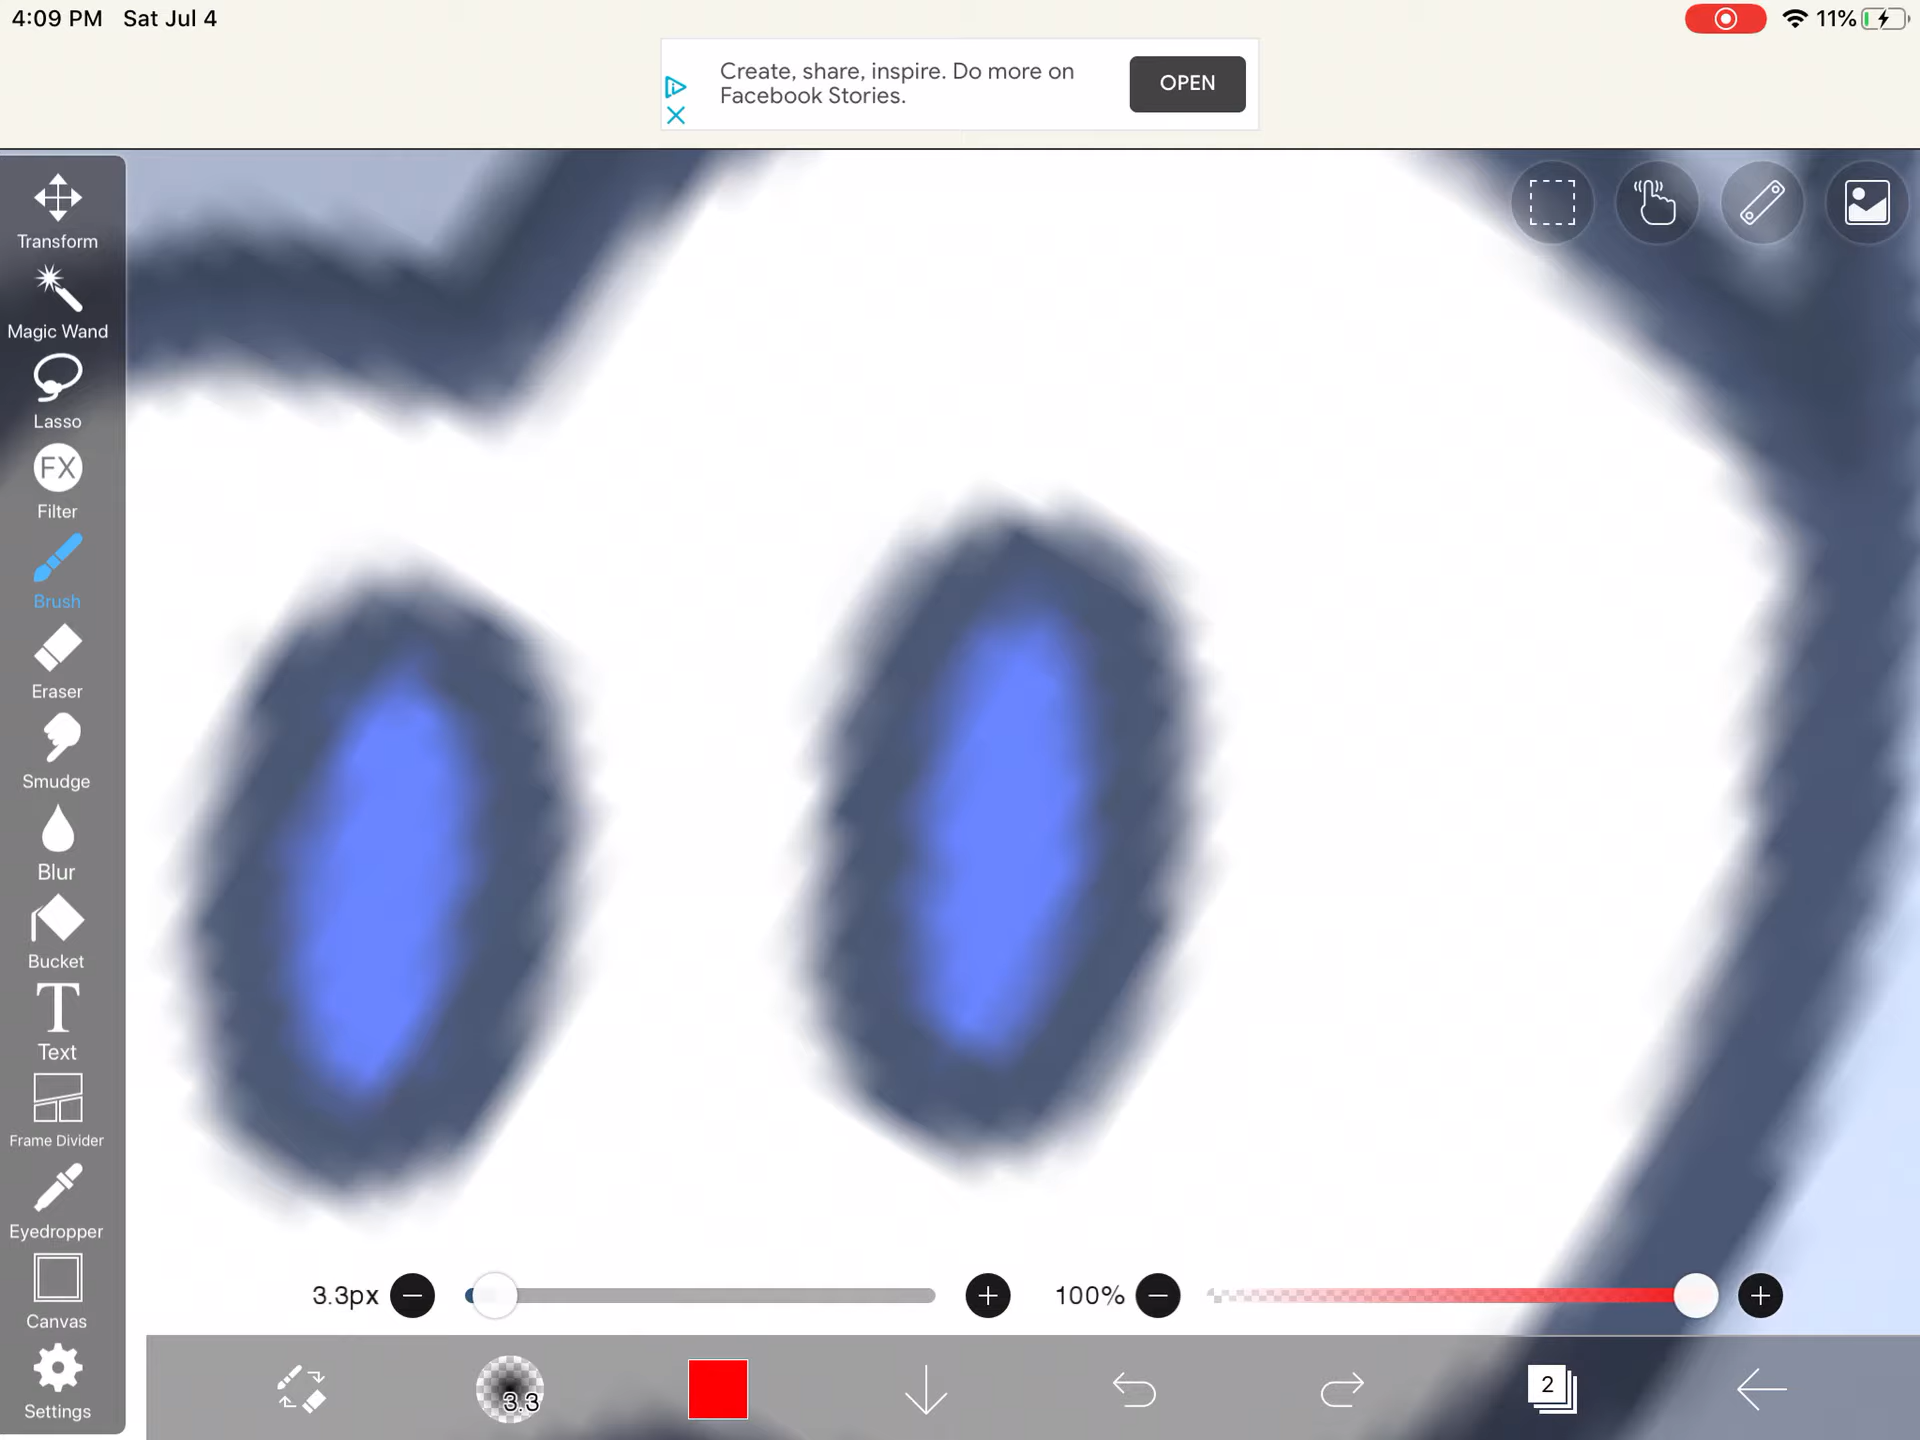 4:09 PM Sat Jul 4
11%
Create, share, inspire. Do more on
Facebook Stories.
OPEN
Transform
Magic Wand
Lasso
FX
Filter
Brush
Eraser
Smudge
Blur
Bucket
T
Text
Frame Divider
Eyedropper
Canvas
Settings
3.3px
100%
3.3
2